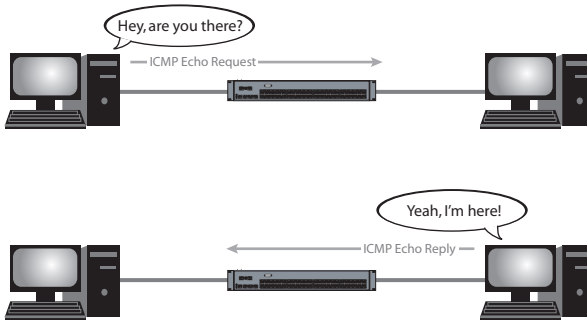 Hey, are you there?
ICMP Echo Request
Yeah, I'm here!
ICMP Echo Reply